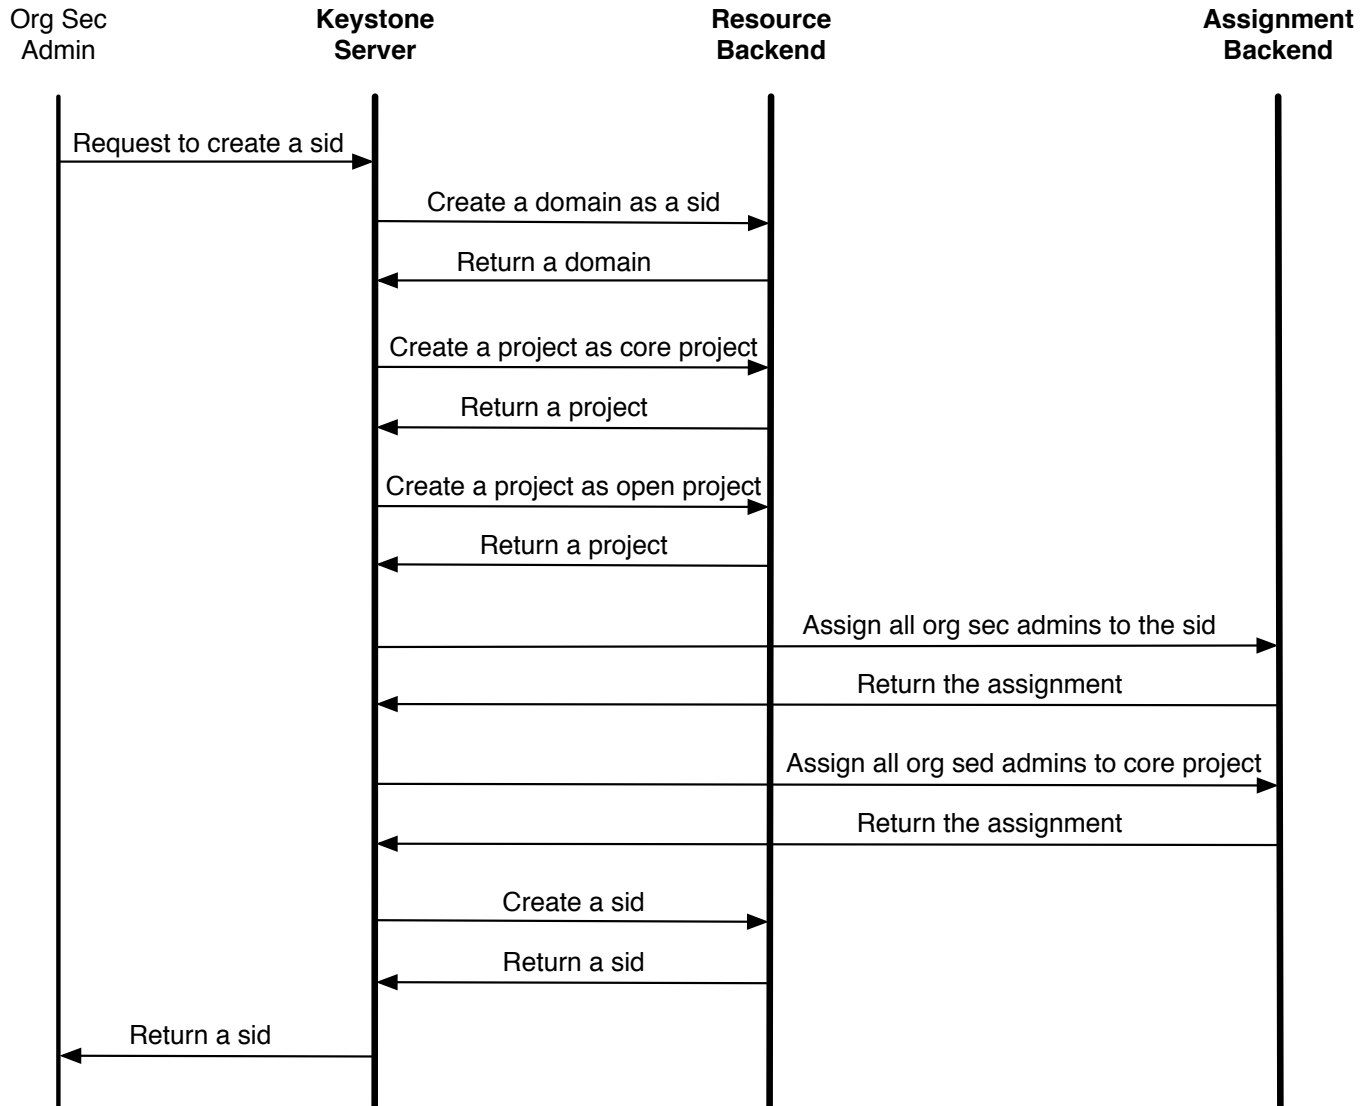 Org Sec
Admin
Keystone
Server
Resource
Backend
Assignment
Backend
Request to create a sid
Create a domain as a sid
Return a domain
Create a project as core project
Return a project
Create a project as open project
Return a project
Assign all org sec admins to the sid
Return the assignment
Assign all org sed admins to core project
Return the assignment
Create a sid
Return a sid
Return a sid